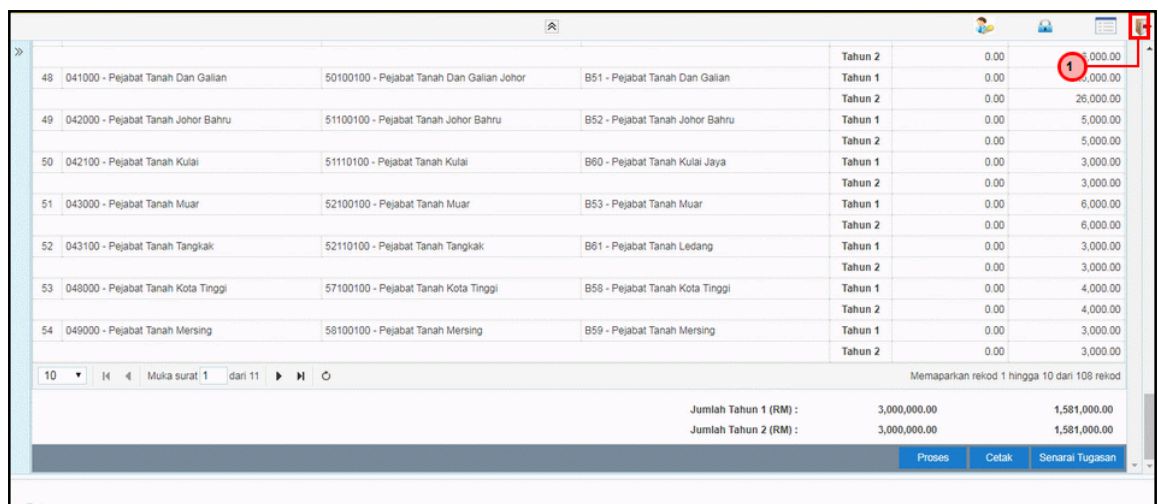 Tahun 2 0.00 ,000.00
1
48 041000 - Pejabat Tanah Dan Galian 50100100 - Pejabat Tanah Dan Galian Johor B51 - Pejabat Tanah Dan Galian Tahun 1 0.00 ,000.00
Tahun 2 0.00 26,000.00
49 042000 - Pejabat Tanah Johor Bahru 51100100 - Pejabat Tanah Johor Bahru B52 - Pejabat Tanah Johor Bahru Tahun 1 0.00 5,000.00
Tahun 2 0.00 5,000.00
50 042100 - Pejabat Tanah Kulai 51110100 - Pejabat Tanah Kulai B60 - Pejabat Tanah Kulai Jaya Tahun 1 0.00 3,000.00
Tahun 2 0.00 3,000.00
51 043000 - Pejabat Tanah Muar 52100100 - Pejabat Tanah Muar B53 - Pejabat Tanah Muar Tahun 1 0.00 6,000.00
Tahun 2 0.00 6,000.00
52 043100 - Pejabat Tanah Tangkak 52110100 - Pejabat Tanah Tangkak B61 - Pejabat Tanah Ledang Tahun 1 0.00 3,000.00
Tahun 2 0.00 3,000.00
53 048000 - Pejabat Tanah Kota Tinggi 57100100 - Pejabat Tanah Kota Tinggi B58 - Pejabat Tanah Kota Tinggi Tahun 1 0.00 4,000.00
Tahun 2 0.00 4,000.00
54 049000 - Pejabat Tanah Mersing 58100100 - Pejabat Tanah Mersing B59 - Pejabat Tanah Mersing Tahun 1 0.00 3,000.00
Tahun 2 0.00 3,000.00
10 Muka surat 1 dari 11 Memaparkan rekod 1 hingga 10 dari 108 rekod
Jumlah Tahun 1 (RM) : 3,000,000.00 1,581,000.00
Jumlah Tahun 2 (RM) : 3,000,000.00 1,581,000.00
Proses Cetak Senarai Tugasan